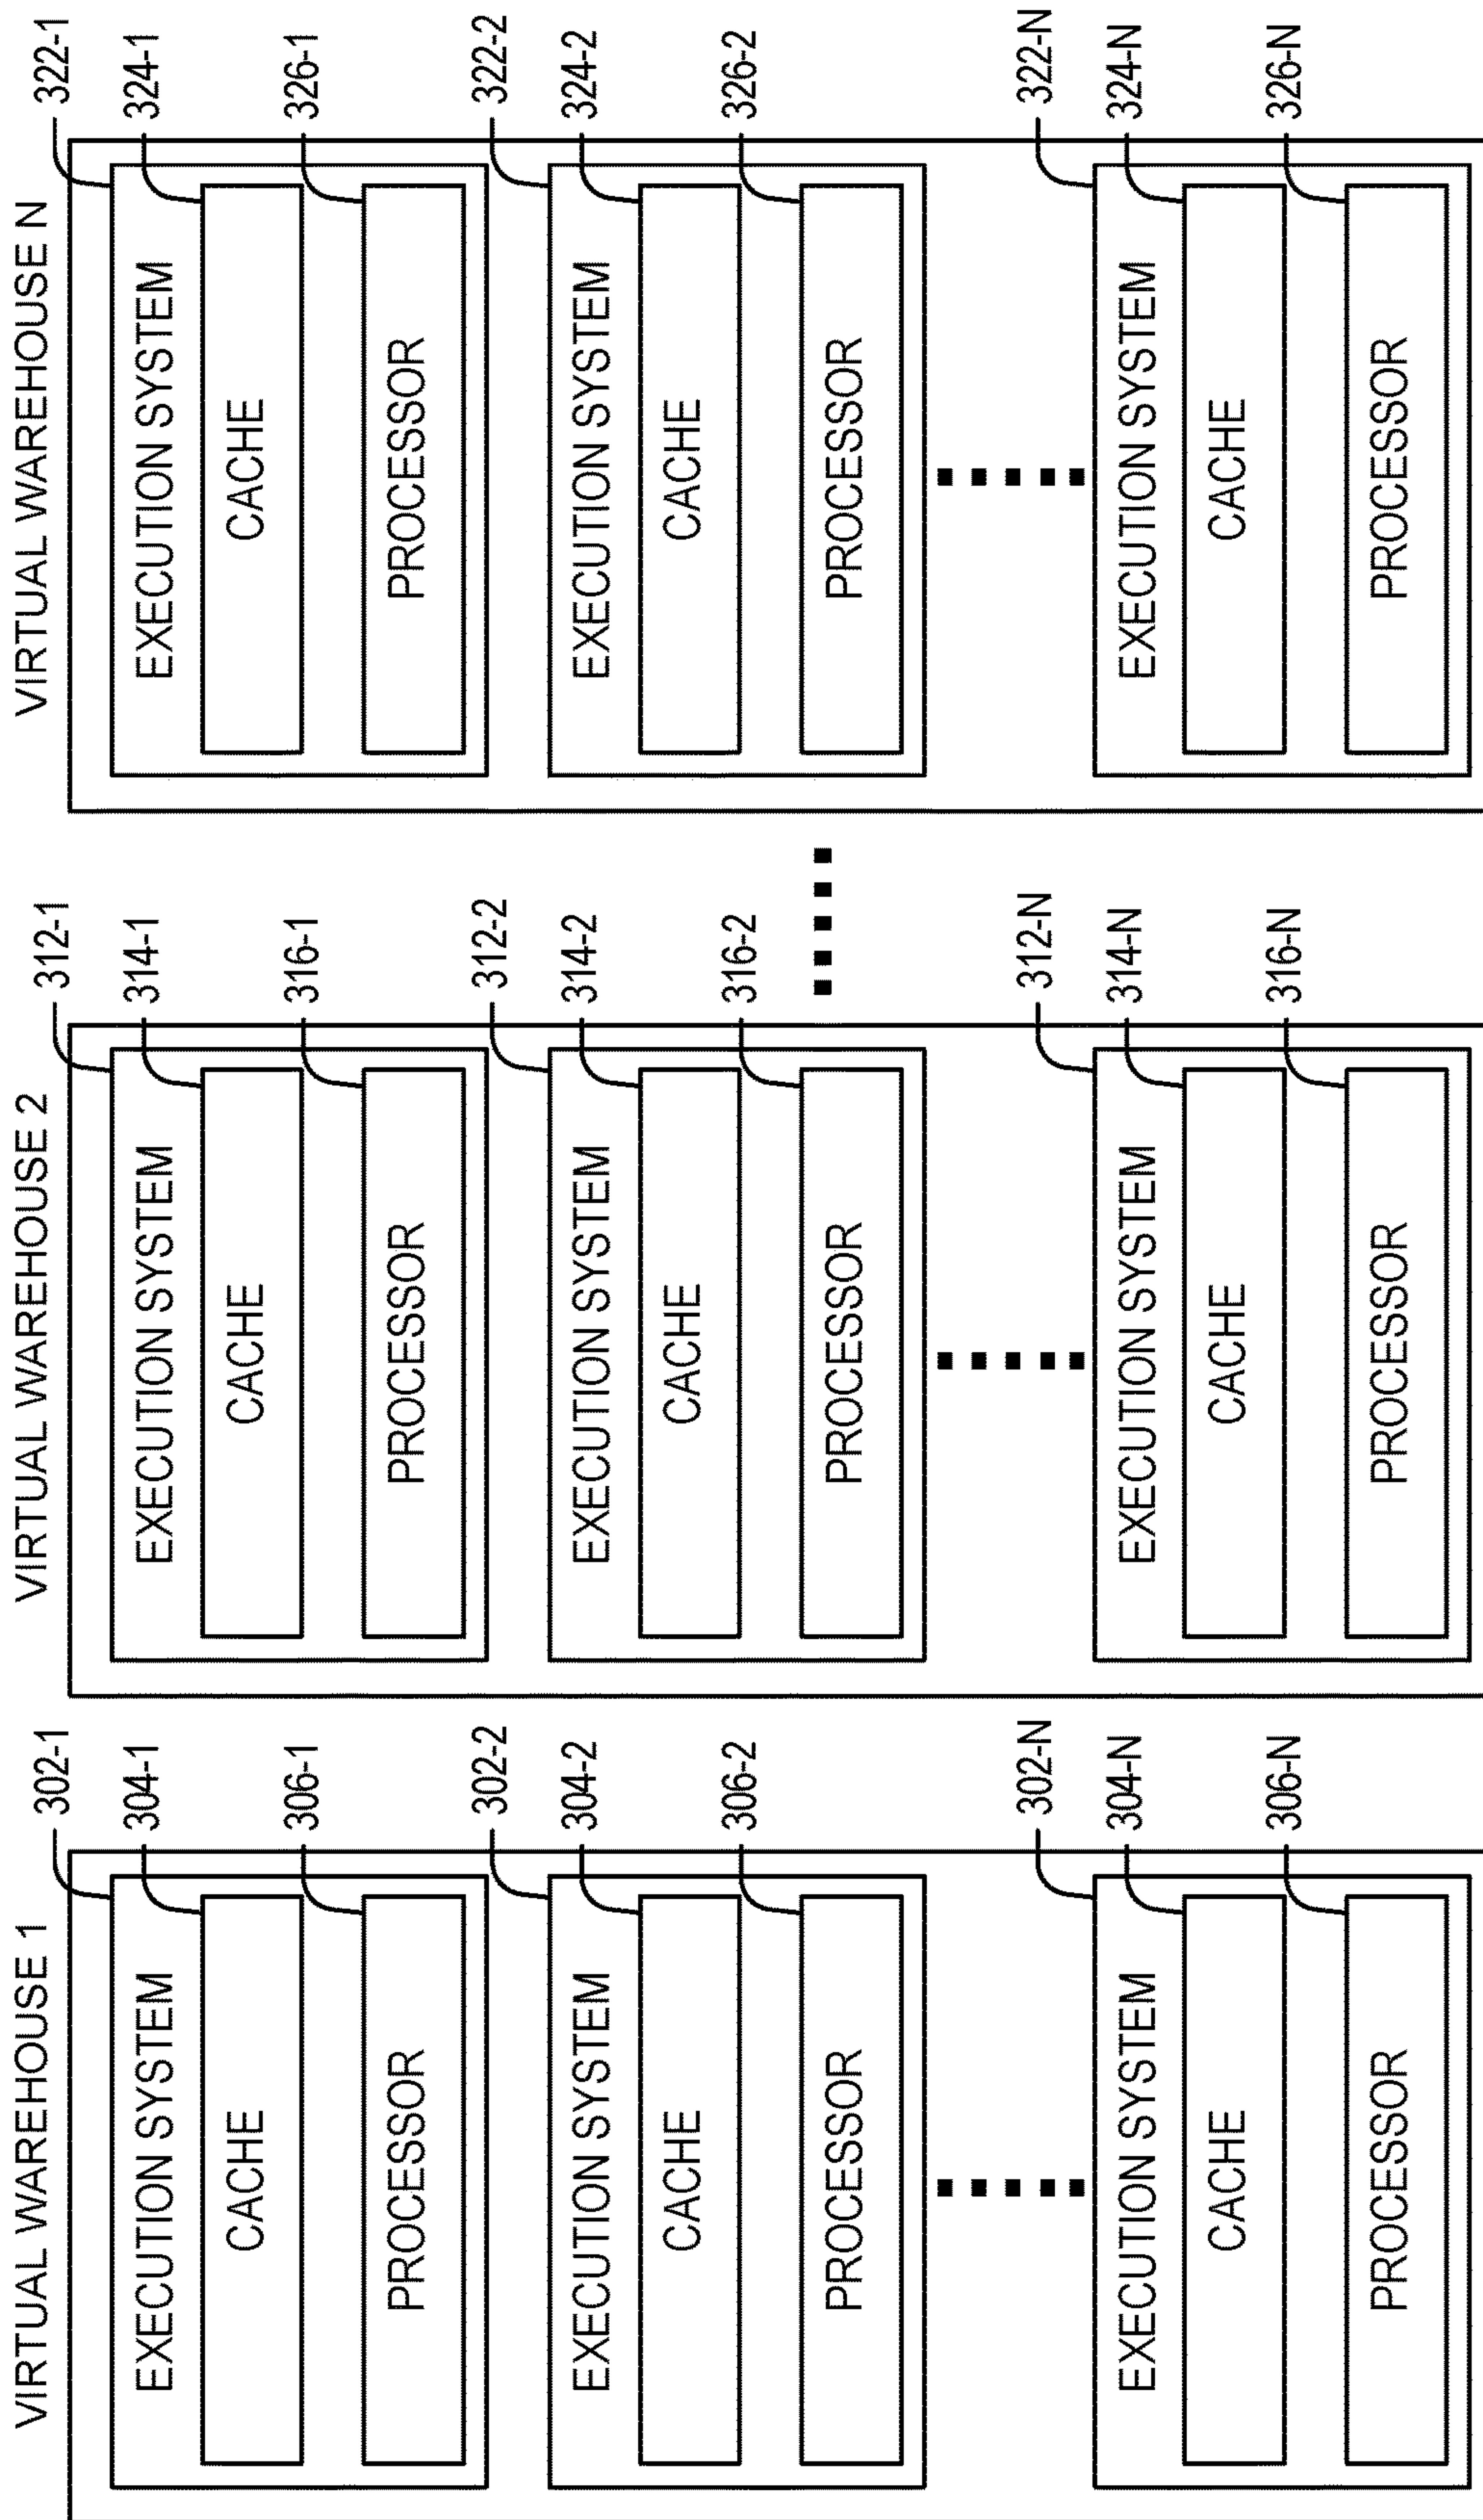 VIRTUAL WAREHOUSE 1
302-1
EXECUTION SYSTEM
304-1
CACHE
306-1
PROCESSOR
302-2
EXECUTION SYSTEM
304-2
CACHE
306-2
PROCESSOR
302-N
EXECUTION SYSTEM
304-N
CACHE
306-N
PROCESSOR
VIRTUAL WAREHOUSE 2
312-1
EXECUTION SYSTEM
314-1
CACHE
316-1
PROCESSOR
312-2
EXECUTION SYSTEM
314-2
CACHE
316-2
PROCESSOR
312-N
EXECUTION SYSTEM
314-N
CACHE
316-N
PROCESSOR
VIRTUAL WAREHOUSE N
322-1
EXECUTION SYSTEM
324-1
CACHE
326-1
PROCESSOR
322-2
EXECUTION SYSTEM
324-2
CACHE
326-2
PROCESSOR
322-N
EXECUTION SYSTEM
324-N
CACHE
326-N
PROCESSOR